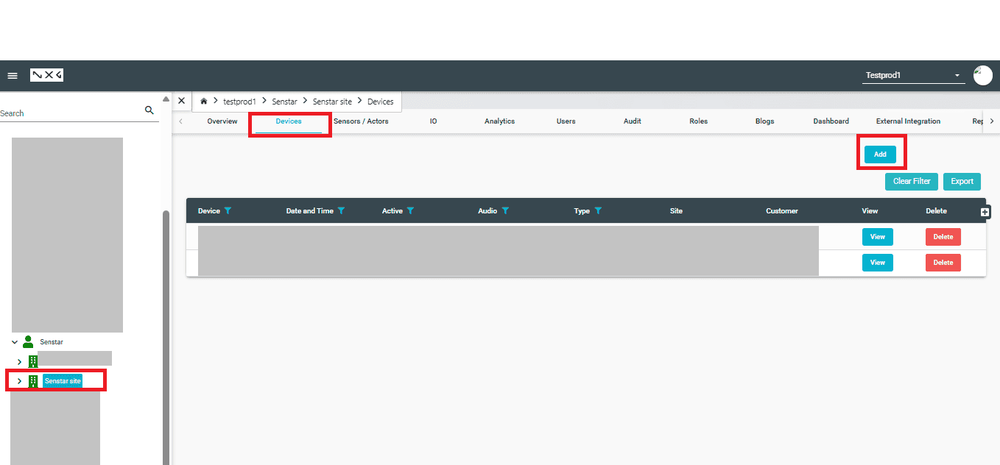 NXG
Testprod1
Search
testprod1 > Senstar > Senstar site > Devices
Overview Devices Sensors / Actors IO Analytics Users Audit Roles Blogs Dashboard External Integration Rep
Add
Clear Filter Export
Device Date and Time Active Audio Type Site Customer View Delete
View Delete
View Delete
Senstar
Senstar site